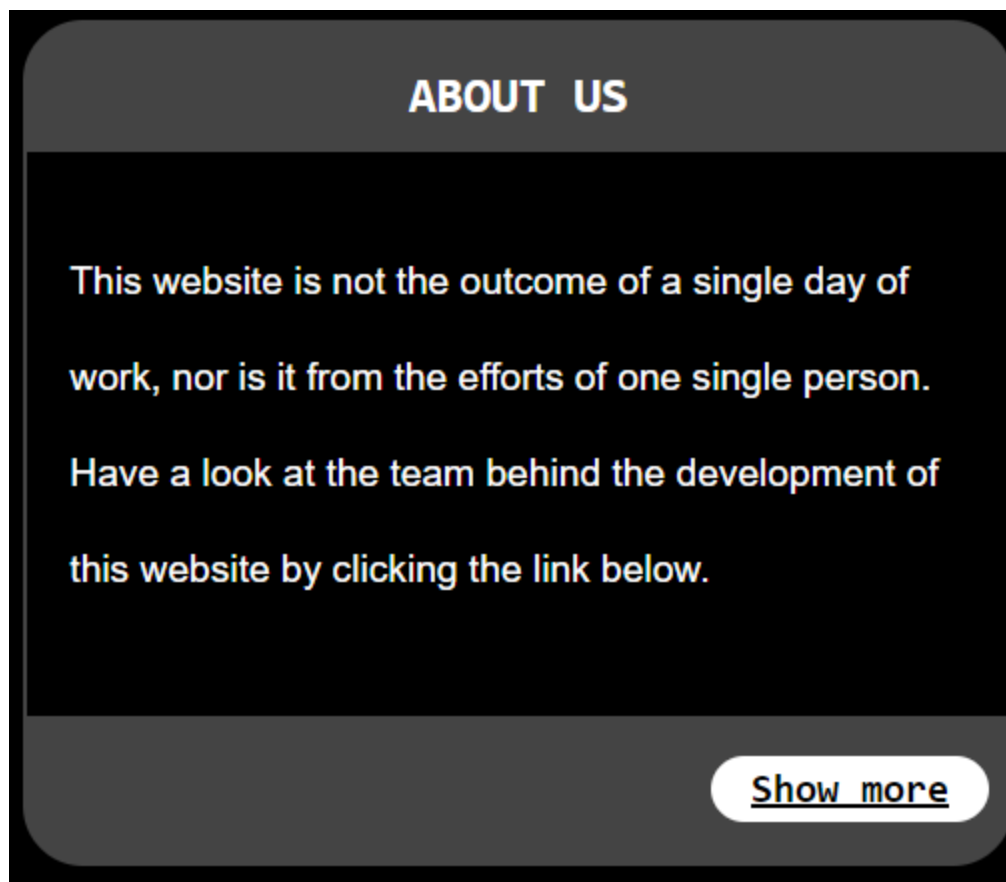 ABOUT US
This website is not the outcome of a single day of
work, nor is it from the efforts of one single person.
Have a look at the team behind the development of
this website by clicking the link below.
Show more